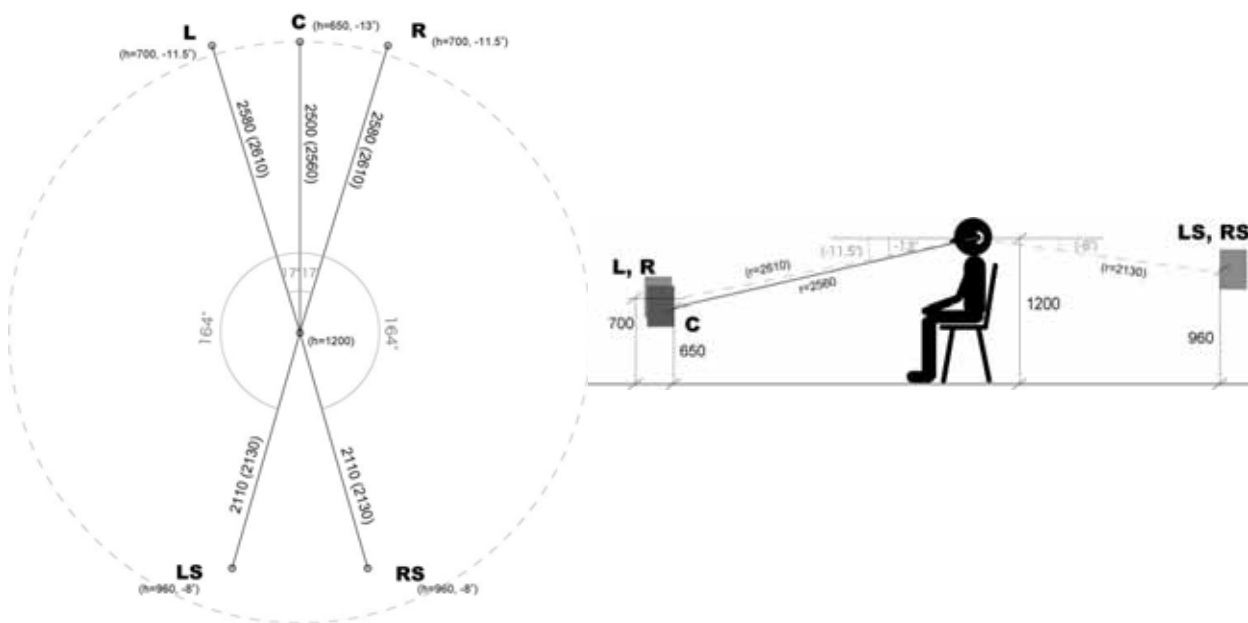 L
C (h=650, -13°)
R
(h=700, -11.5°)
(h=700, -11.5°)
2580 (2610)
2500 (2560)
2580 (2610)
17°17°
164°
164°
(h=1200)
2110 (2130)
2110 (2130)
LS
RS
(h=960, -8°)
(h=960, -8°)
LS, RS
(-11.5°)
-13°
(-8°)
L, R
(r=2610)
r=2560
(r=2130)
700
C
650
1200
960